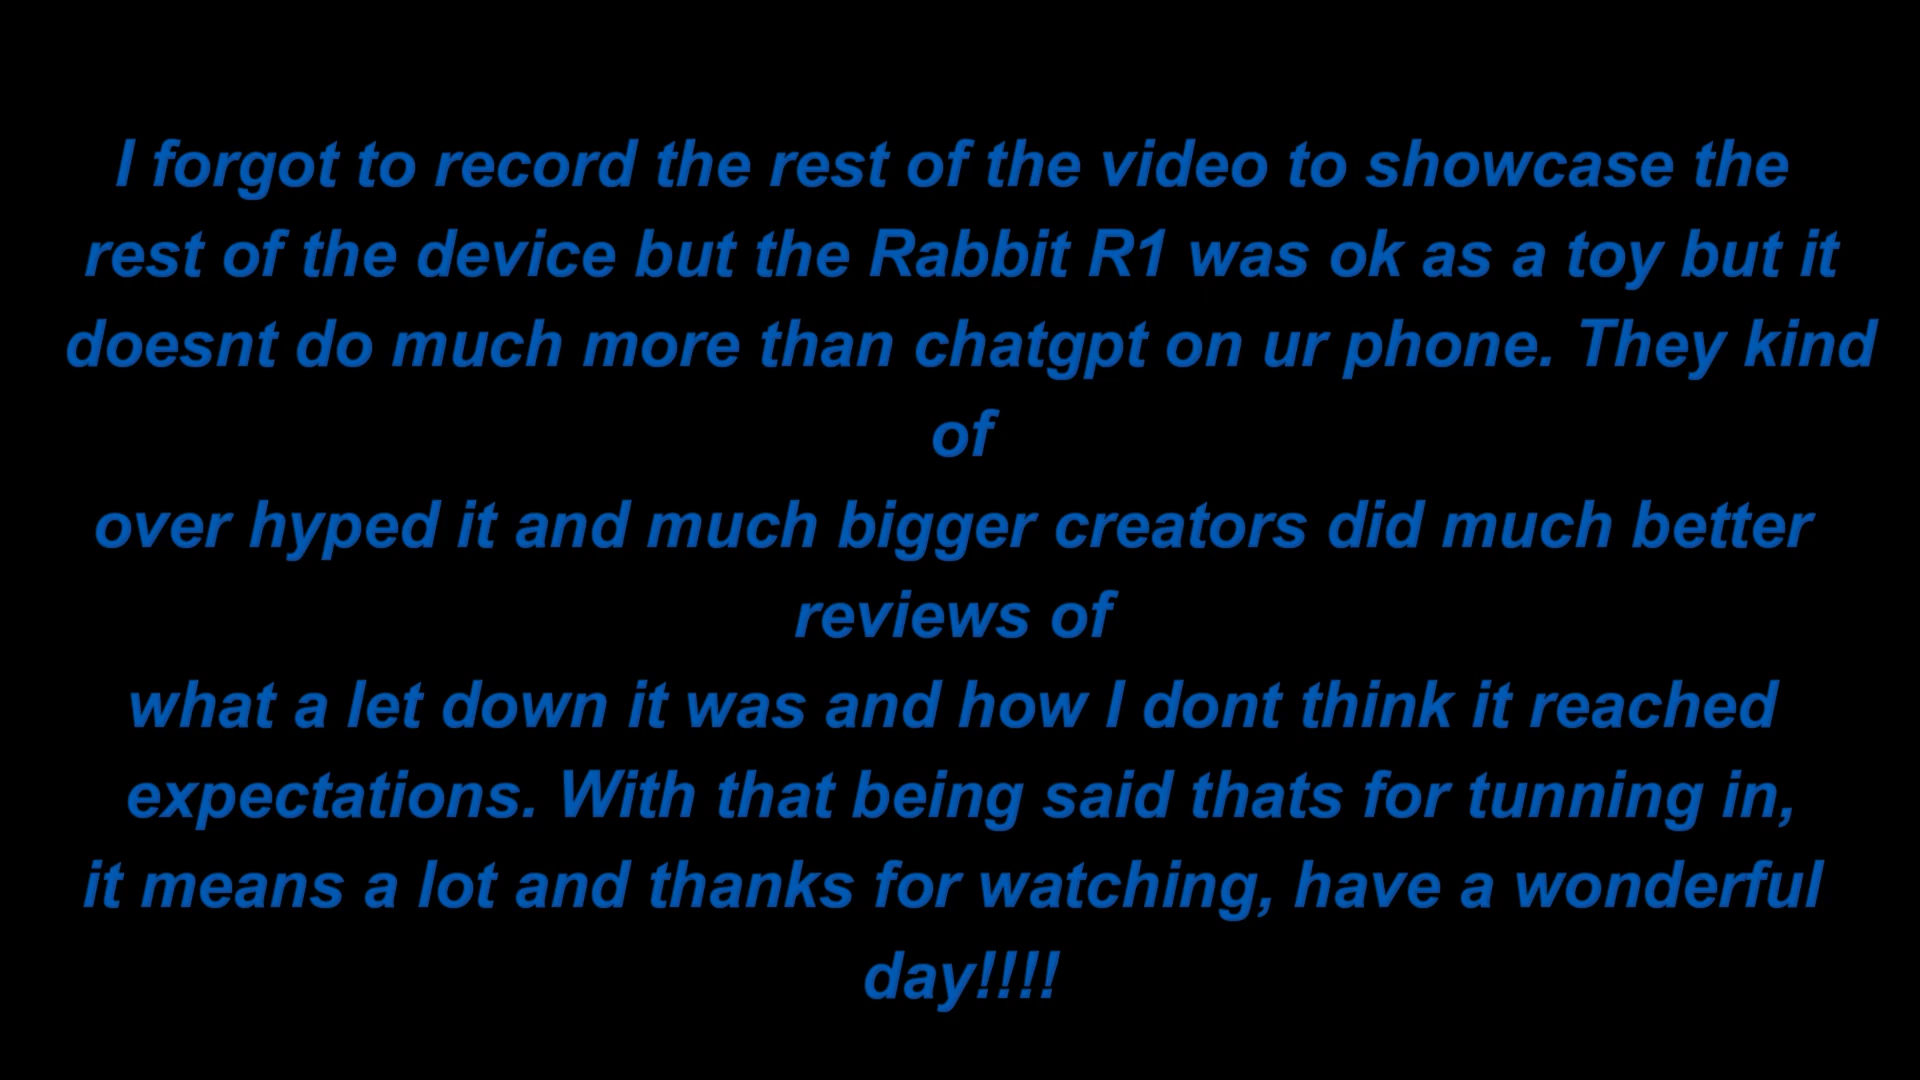 I forgot to record the rest of the video to showcase the
rest of the device but the Rabbit R1 was ok as a toy but it
doesnt do much more than chatgpt on ur phone. They kind
of
over hyped it and much bigger creators did much better
reviews of
what a let down it was and how I dont think it reached
expectations. With that being said thats for tunning in,
it means a lot and thanks for watching, have a wonderful
day!!!!